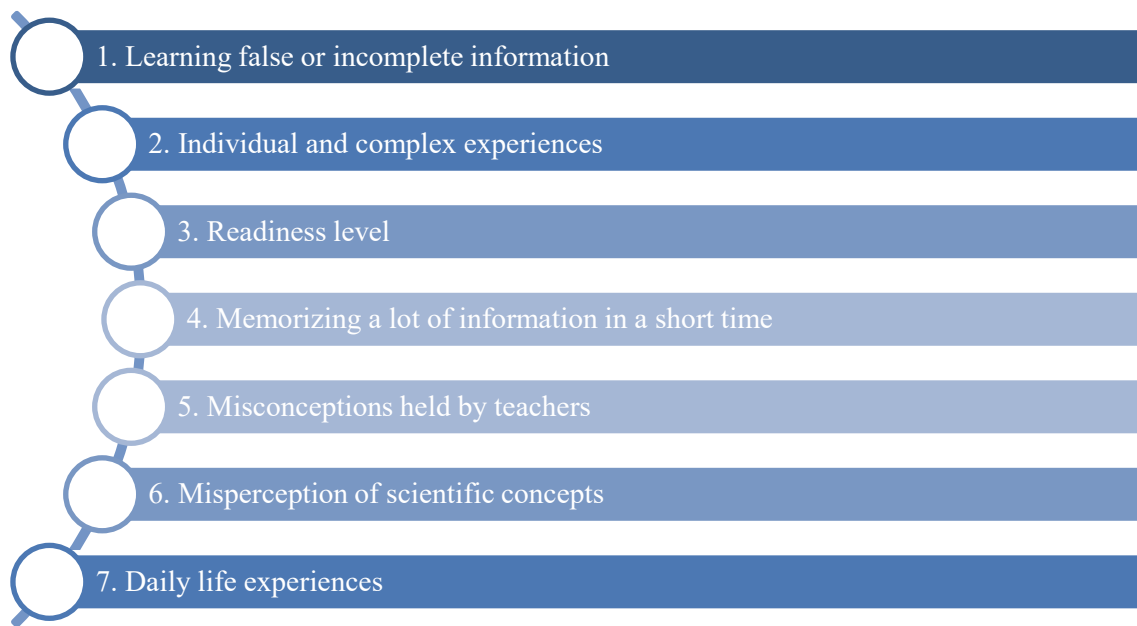 1. Learning false or incomplete information
2. Individual and complex experiences
3. Readiness level
4. Memorizing a lot of information in a short time
5. Misconceptions held by teachers
6. Misperception of scientific concepts
7. Daily life experiences